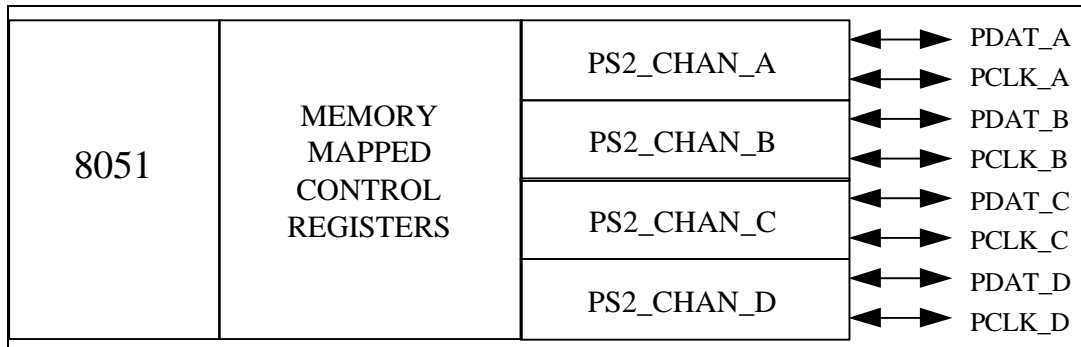 8051
MEMORY
MAPPED
CONTROL
REGISTERS
PS2_CHAN_A
PS2_CHAN_B
PS2_CHAN_C
PS2_CHAN_D
PDAT_A
PCLK_A
PDAT_B
PCLK_B
PDAT_C
PCLK_C
PDAT_D
PCLK_D